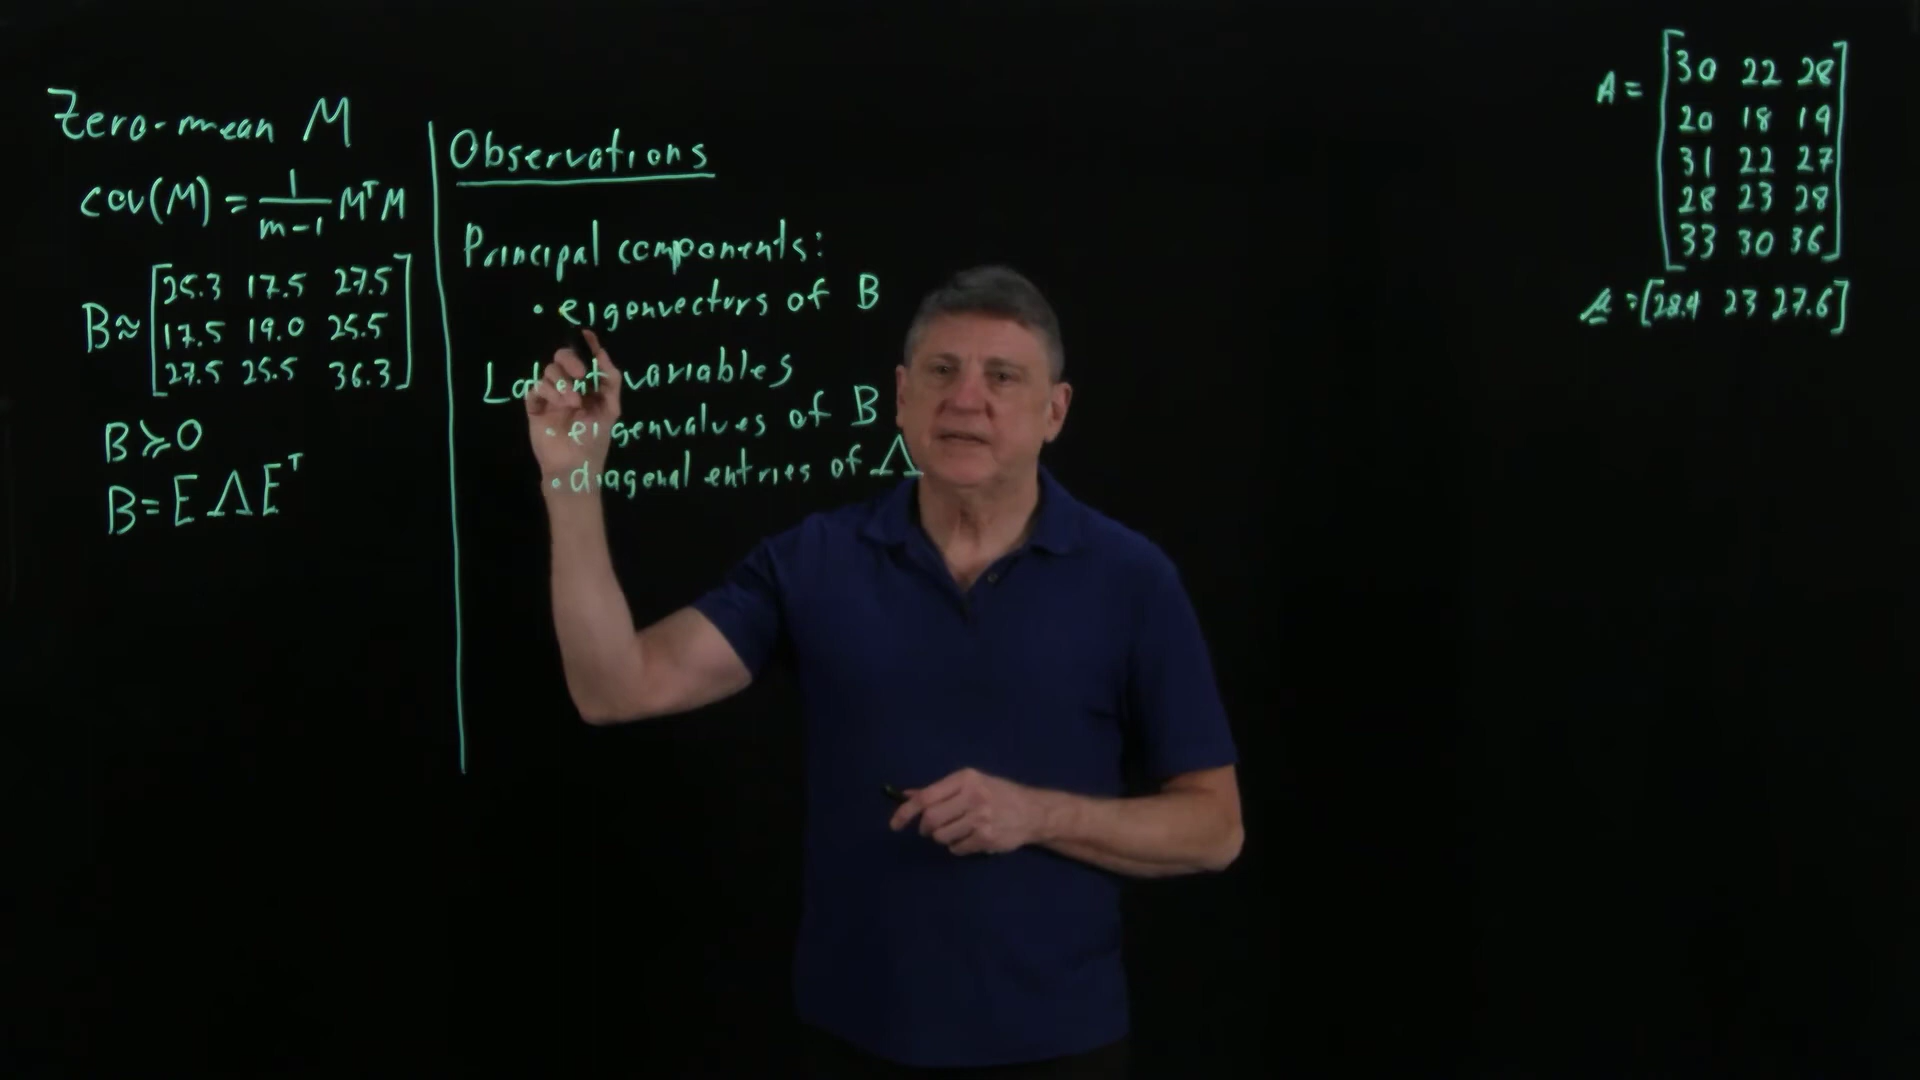 Zero-mean M
cov(M) = 1/(m-1) MᵀM
B ≈ [25.3 17.5 27.5
17.5 19.0 25.5
27.5 25.5 36.3]
B ≽ 0
B = E Λ Eᵀ
Observations
Principal components:
• eigenvectors of B
Latent variables
• eigenvalues of B
• diagonal entries of Λ
A = [30 22 28
20 18 19
31 22 27
28 23 28
33 30 36]
μ = [28.4 23 27.6]